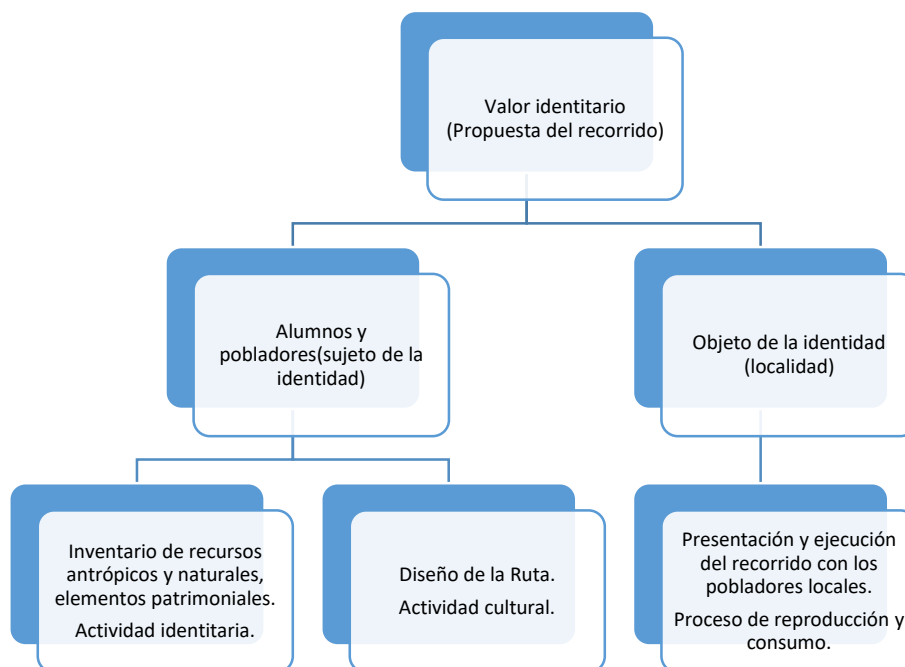 Valor identitario
(Propuesta del recorrido)
Alumnos y
pobladores(sujeto de la
identidad)
Objeto de la identidad
(localidad)
Inventario de recursos
antrópicos y naturales,
elementos patrimoniales.
Actividad identitaria.
Diseño de la Ruta.
Actividad cultural.
Presentación y ejecución
del recorrido con los
pobladores locales.
Proceso de reproducción y
consumo.